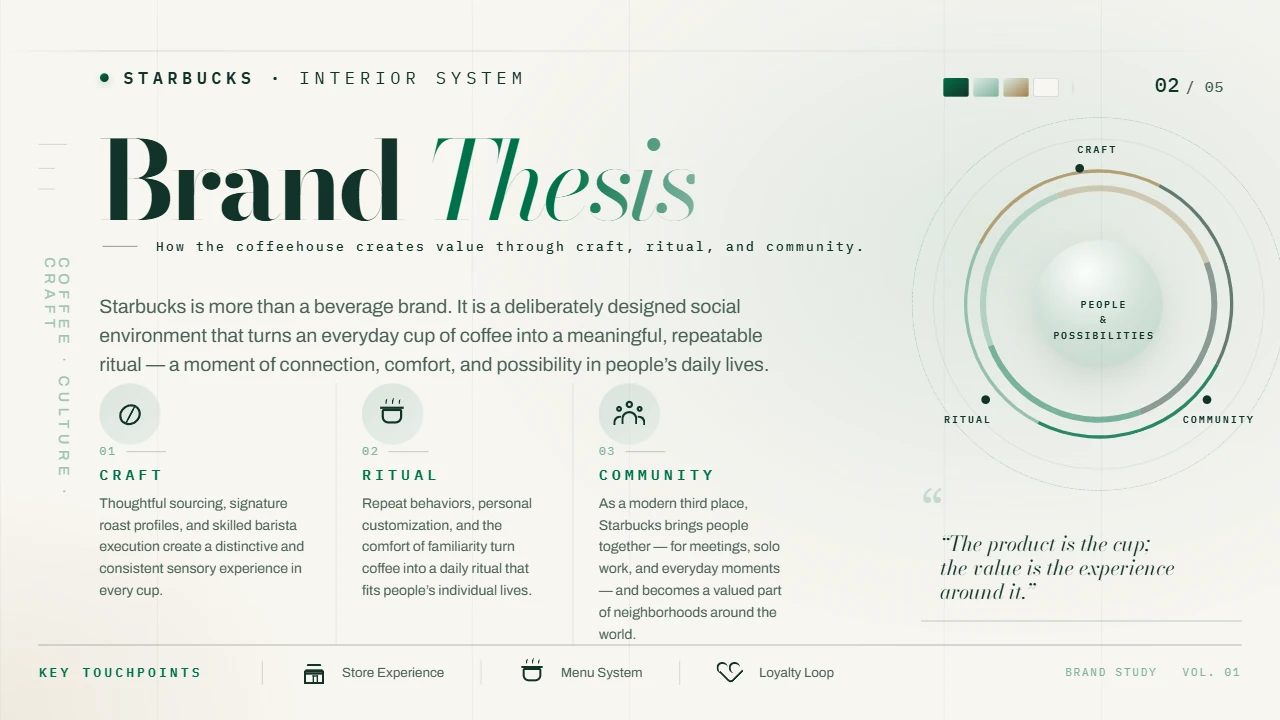 STARBUCKS · INTERIOR SYSTEM
02 / 05
Brand Thesis
How the coffeehouse creates value through craft, ritual, and community.
COFFEE · CULTURE ·
CRAFT
Starbucks is more than a beverage brand. It is a deliberately designed social
environment that turns an everyday cup of coffee into a meaningful, repeatable
ritual — a moment of connection, comfort, and possibility in people’s daily lives.
01
CRAFT
Thoughtful sourcing, signature
roast profiles, and skilled barista
execution create a distinctive and
consistent sensory experience in
every cup.
02
RITUAL
Repeat behaviors, personal
customization, and the
comfort of familiarity turn
coffee into a daily ritual that
fits people’s individual lives.
03
COMMUNITY
As a modern third place,
Starbucks brings people
together — for meetings, solo
work, and everyday moments
— and becomes a valued part
of neighborhoods around the
world.
CRAFT
PEOPLE
&
POSSIBILITIES
RITUAL
COMMUNITY
“
“The product is the cup;
the value is the experience
around it.”
KEY TOUCHPOINTS
Store Experience
Menu System
Loyalty Loop
BRAND STUDY VOL. 01